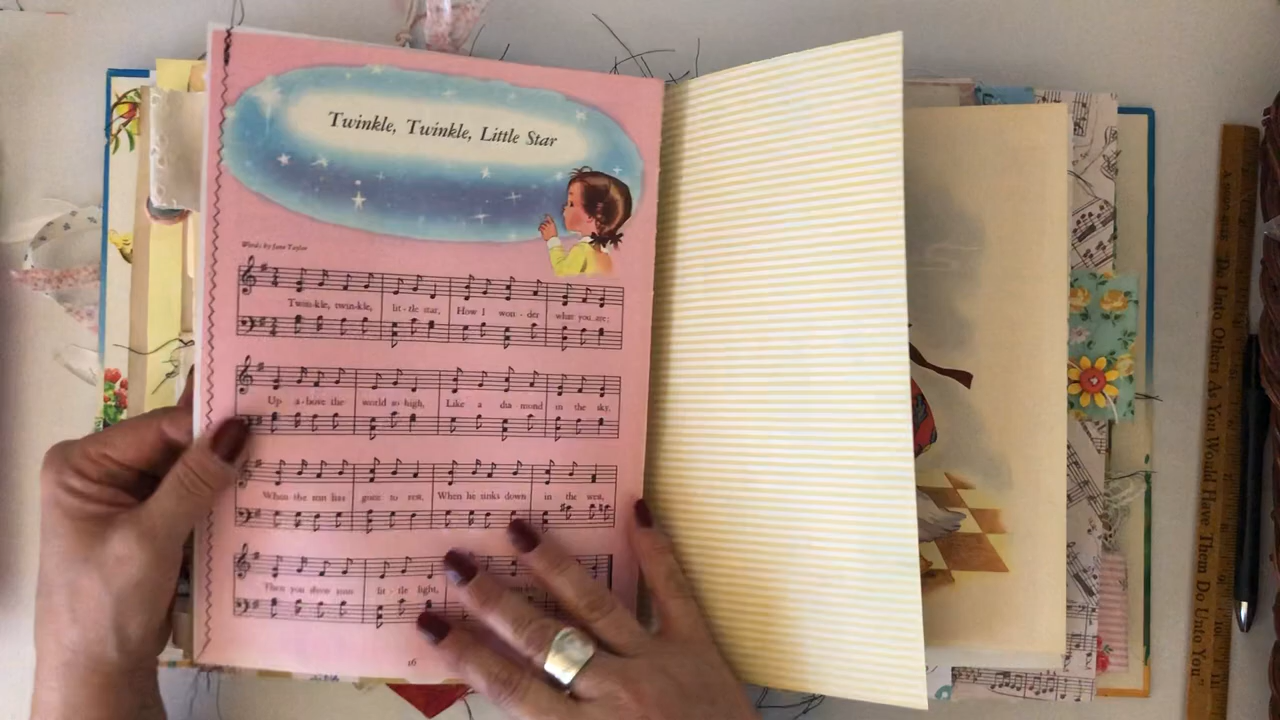 Twinkle, Twinkle, Little Star
Words by Jane Taylor
Twin-kle, twin-kle, lit-tle star, How I won-der what you are;
Up a-bove the world so high, Like a dia mond in the sky.
When the sun has gone to rest, When he sinks down in the west,
Then you show your lit-tle light,
16
Do Unto Others As You Would Have Them Do Unto You"